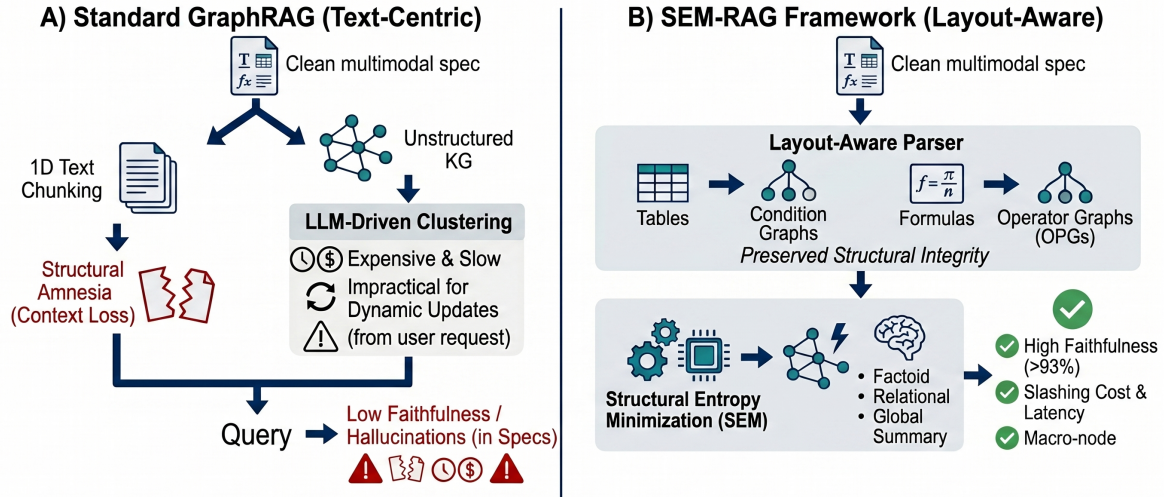 A) Standard GraphRAG (Text-Centric)
T
fx
Clean multimodal spec
1D Text
Chunking
Unstructured
KG
Structural
Amnesia
(Context Loss)
LLM-Driven Clustering
$ Expensive & Slow
Impractical for
Dynamic Updates
! (from user request)
Query
Low Faithfulness /
Hallucinations (in Specs)
! $ !
B) SEM-RAG Framework (Layout-Aware)
T
fx
Clean multimodal spec
Layout-Aware Parser
Tables
Condition
Graphs
f = π/n
Formulas
Operator Graphs
(OPGs)
Preserved Structural Integrity
Structural Entropy
Minimization (SEM)
• Factoid
• Relational
• Global
Summary
High Faithfulness
(>93%)
Slashing Cost &
Latency
Macro-node